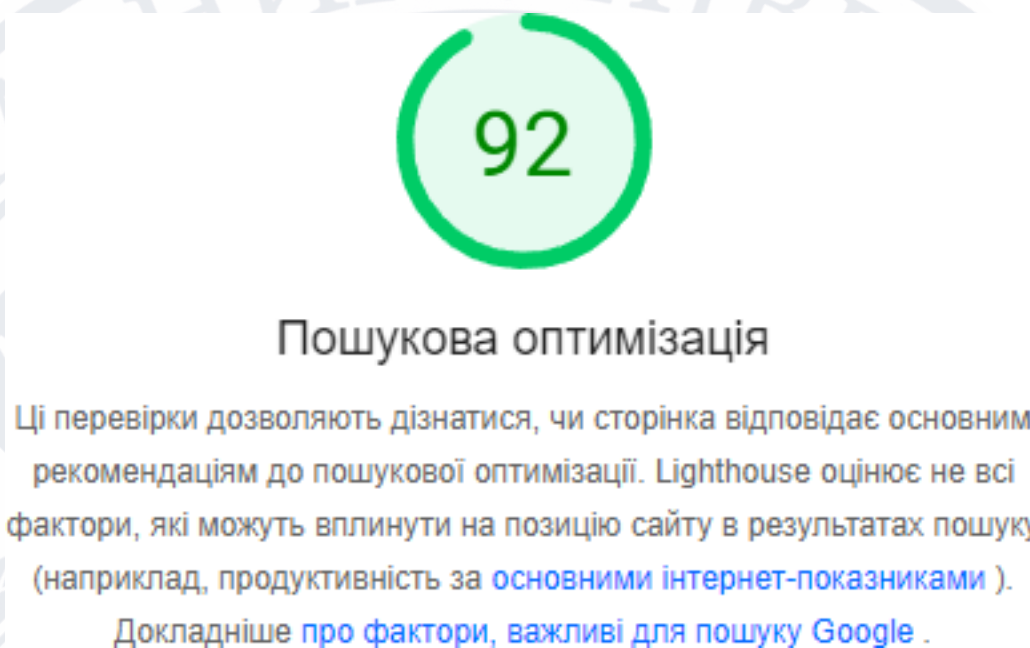 92
Пошукова оптимізація
Ці перевірки дозволяють дізнатися, чи сторінка відповідає основним
рекомендаціям до пошукової оптимізації. Lighthouse оцінює не всі
фактори, які можуть вплинути на позицію сайту в результатах пошуку
(наприклад, продуктивність за основними інтернет-показниками ).
Докладніше про фактори, важливі для пошуку Google .